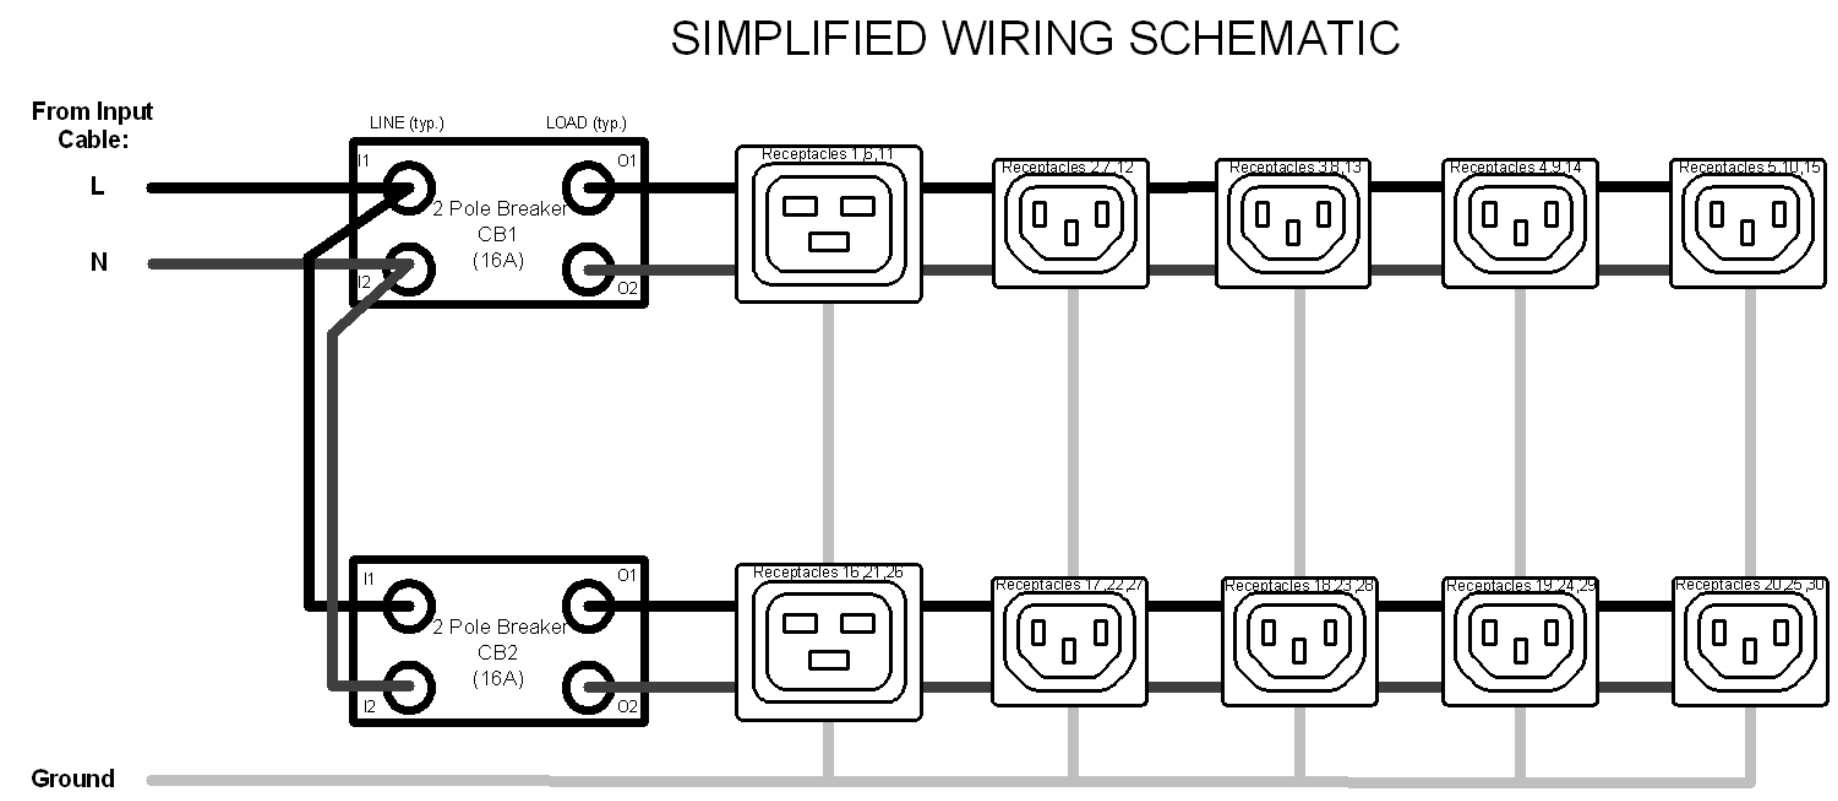 SIMPLIFIED WIRING SCHEMATIC
From Input
Cable:
LINE (typ.)
LOAD (typ.)
L
N
I1
O1
2 Pole Breaker
CB1
(16A)
I2
O2
Receptacles 1,6,11
Receptacles 2,7,12
Receptacles 3,8,13
Receptacles 4,9,14
Receptacles 5,10,15
I1
O1
2 Pole Breaker
CB2
(16A)
I2
O2
Receptacles 16,21,26
Receptacles 17,22,27
Receptacles 18,23,28
Receptacles 19,24,29
Receptacles 20,25,30
Ground